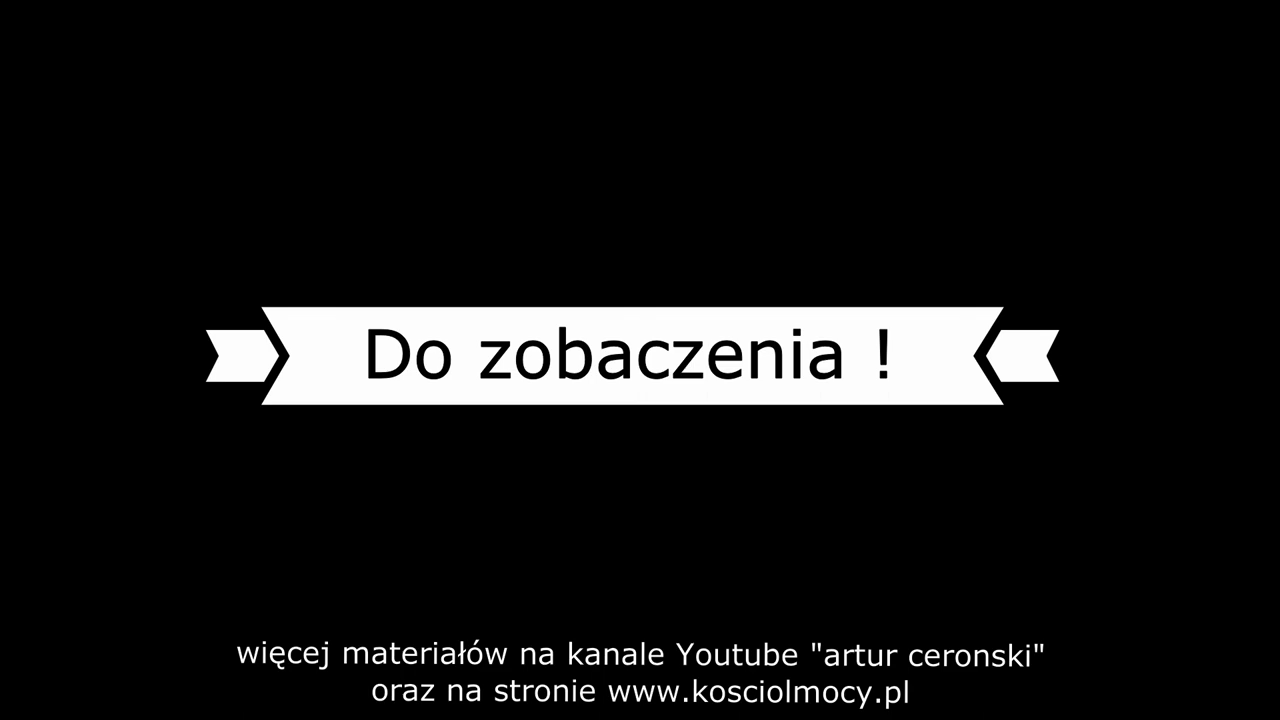 Do zobaczenia !
więcej materiałów na kanale Youtube "artur ceronski"
oraz na stronie www.kosciolmocy.pl